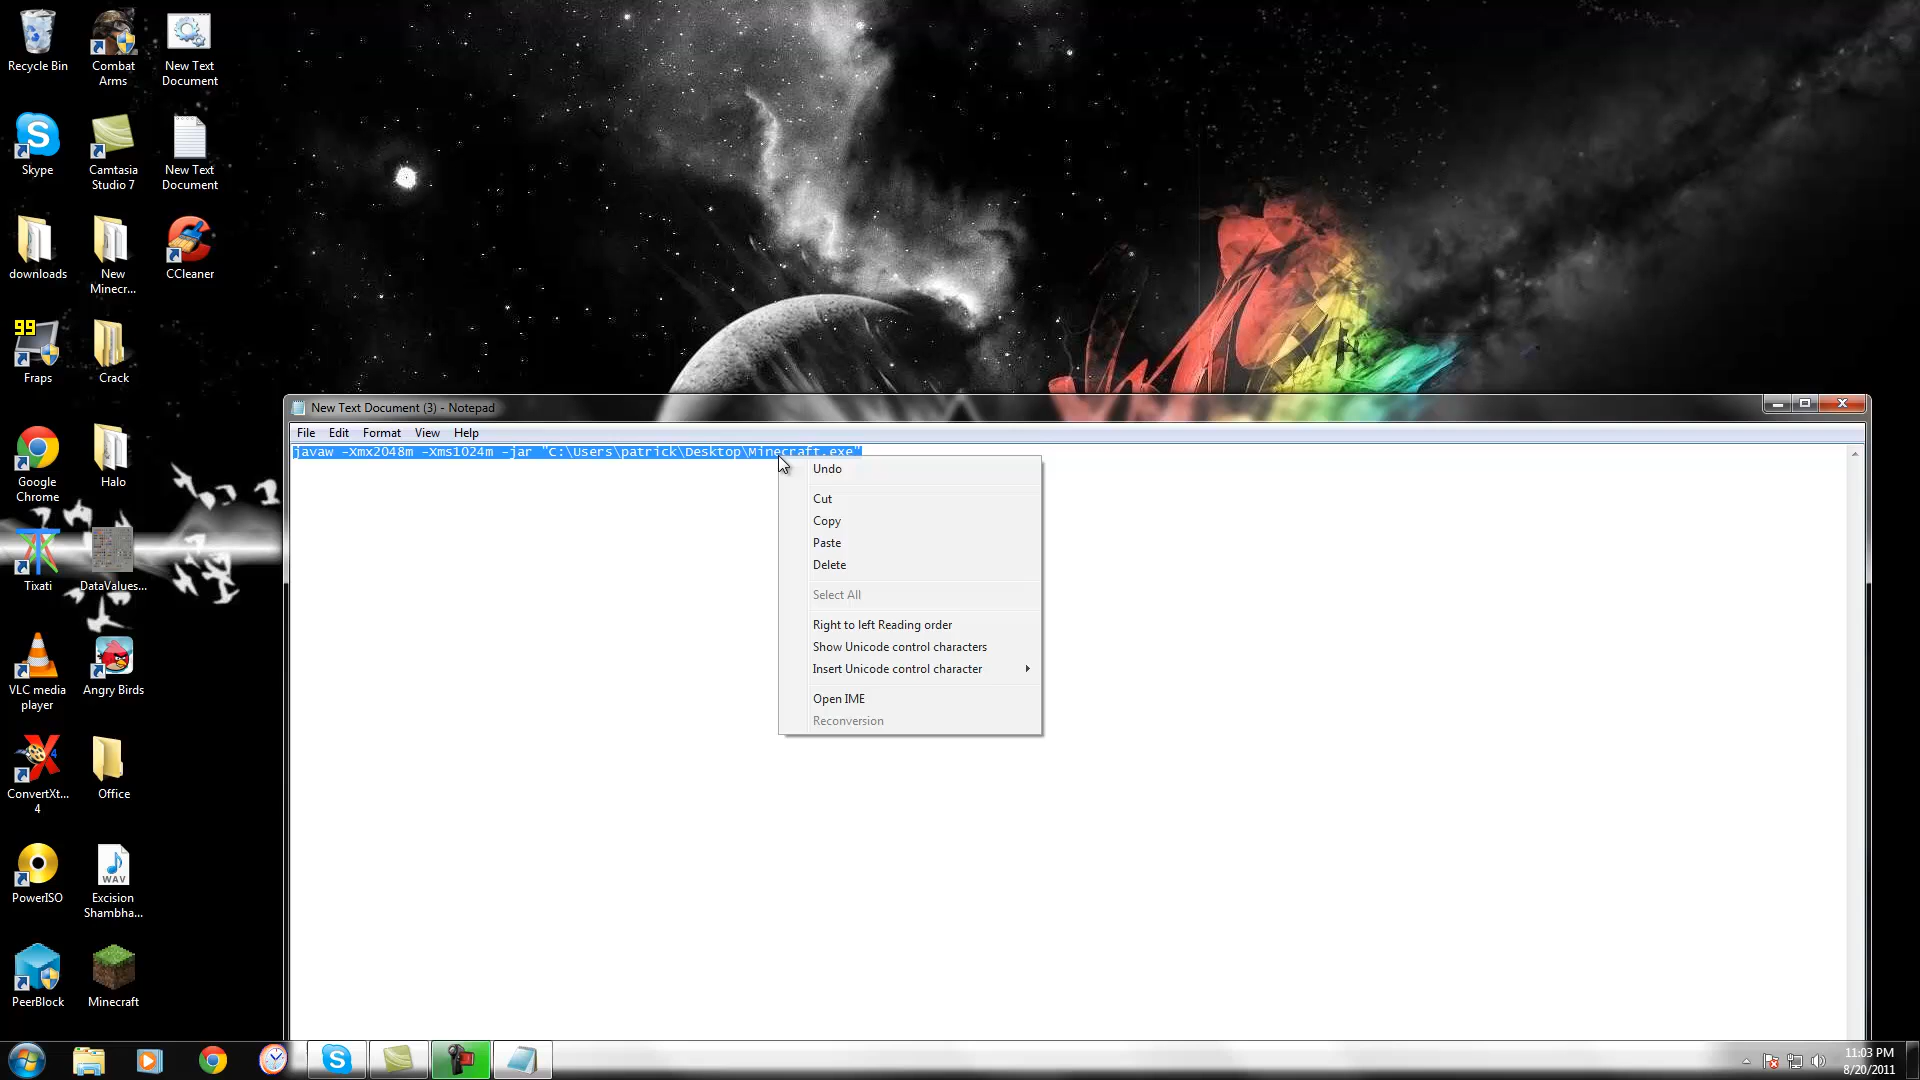 Recycle Bin
Combat
Arms
New Text
Document
Skype
Camtasia
Studio 7
New Text
Document
downloads
New
Minecr...
CCleaner
99
Fraps
Crack
Google
Chrome
Halo
Tixati
DataValues...
VLC media
player
Angry Birds
ConvertXt...
4
4
Office
PowerISO
WAV
Excision
Shambha...
PeerBlock
Minecraft
New Text Document (3) - Notepad
File Edit Format View Help
javaw -Xmx2048m -Xms1024m -jar "C:\Users\patrick\Desktop\Minecraft.exe"
Undo
Cut
Copy
Paste
Delete
Select All
Right to left Reading order
Show Unicode control characters
Insert Unicode control character
Open IME
Reconversion
11:03 PM
8/20/2011